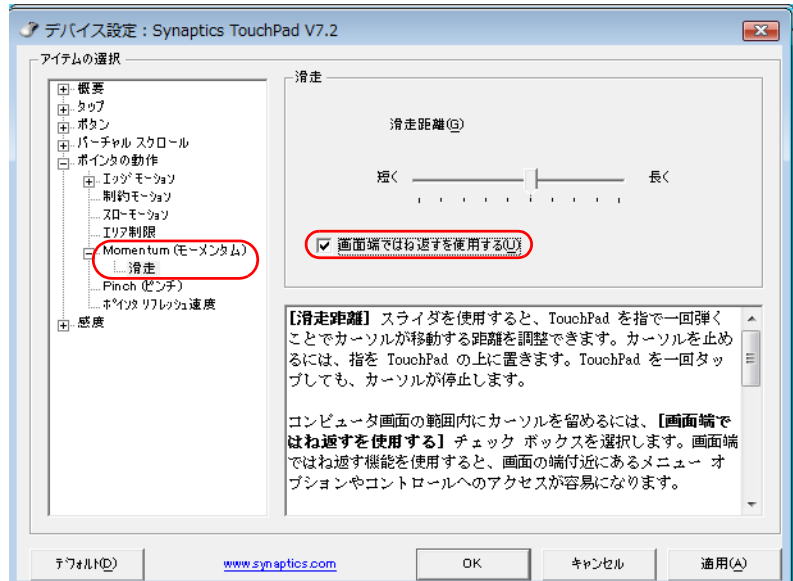 デバイス設定 : Synaptics TouchPad V7.2
アイテムの選択
概要
タップ
ボタン
バーチャル スクロール
ポインタの動作
エッジ モーション
制約モーション
スローモーション
エリア制限
Momentum (モーメンタム)
滑走
Pinch (ピンチ)
ポインタ リフレッシュ速度
感度
滑走
滑走距離(G)
短く
長く
画面端ではね返すを使用する(U)
[滑走距離] スライダを使用すると、TouchPad を指で一回弾く
ことでカーソルが移動する距離を調整できます。カーソルを止め
るには、指を TouchPad の上に置きます。TouchPad を一回タッ
プしても、カーソルが停止します。
コンピュータ画面の範囲内にカーソルを留めるには、[画面端で
はね返すを使用する] チェック ボックスを選択します。画面端
ではね返す機能を使用すると、画面の端付近にあるメニュー オ
プションやコントロールへのアクセスが容易になります。
デフォルト(D)
www.synaptics.com
OK
キャンセル
適用(A)